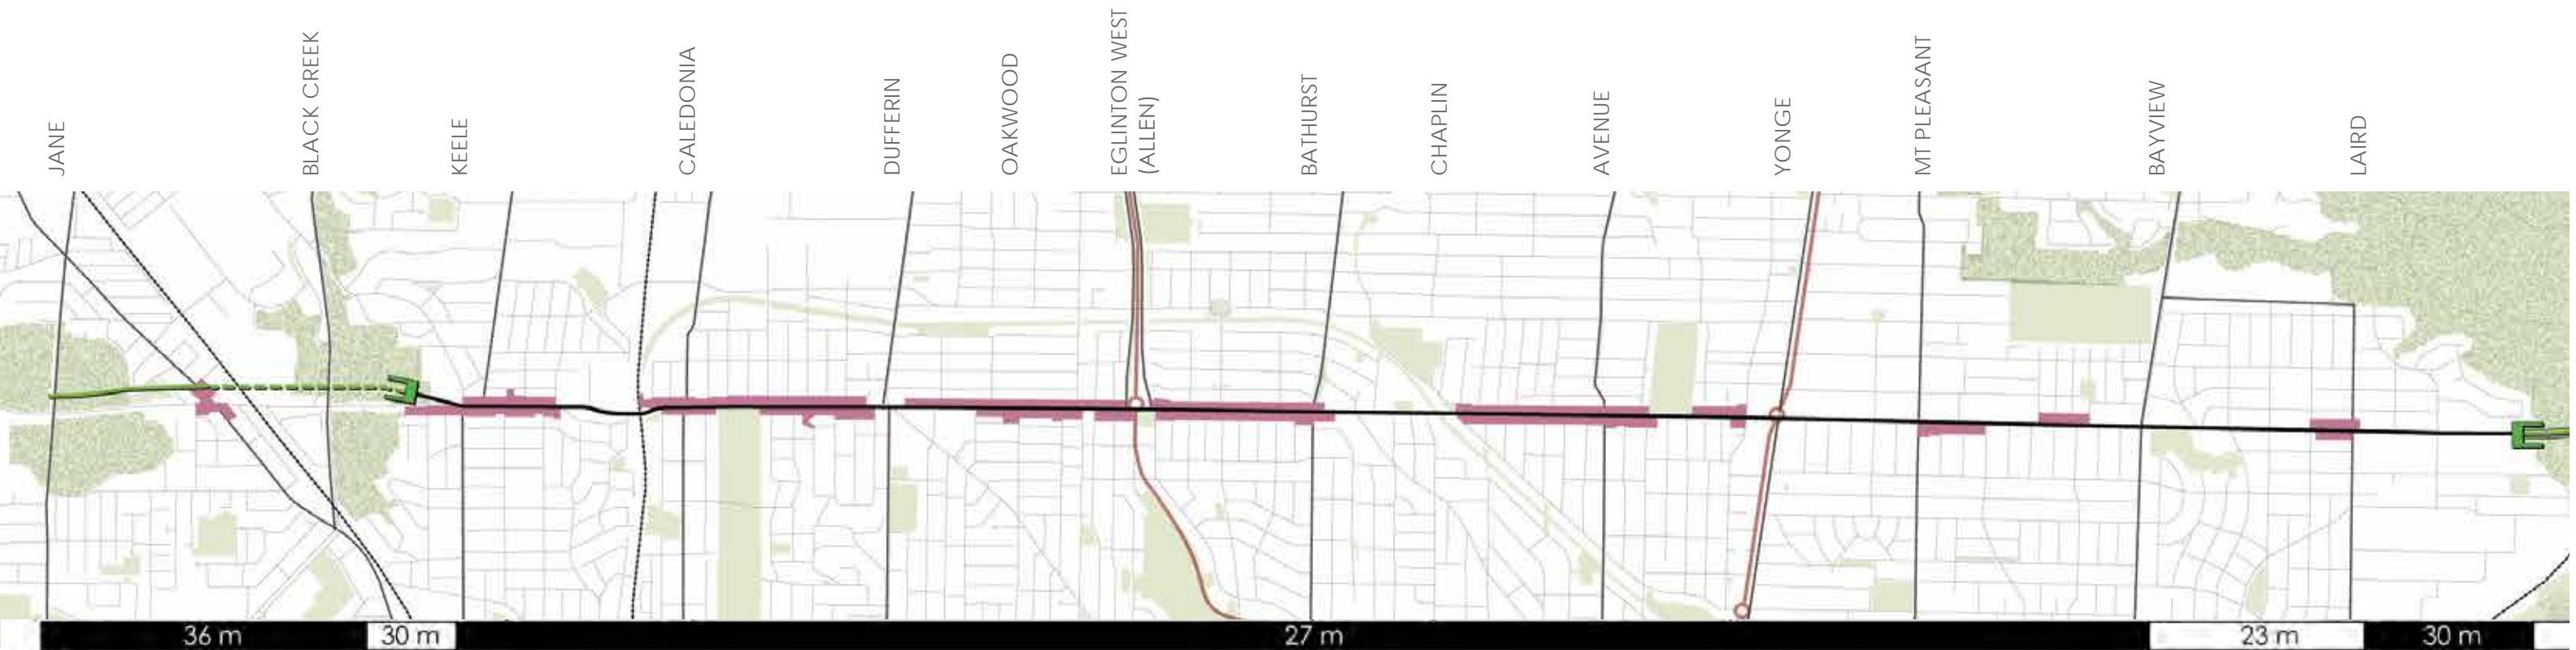 JANE
BLACK CREEK
KEELE
CALEDONIA
DUFFERIN
OAKWOOD
EGLINTON WEST
(ALLEN)
BATHURST
CHAPLIN
AVENUE
YONGE
MT PLEASANT
BAYVIEW
LAIRD
36 m
30 m
27 m
23 m
30 m